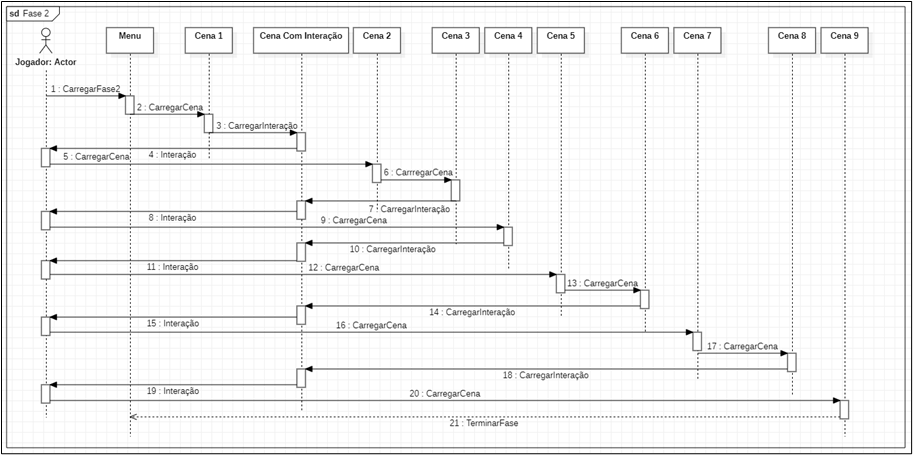 sd Fase 2
Menu
Cena 1
Cena Com Interação
Cena 2
Cena 3
Cena 4
Cena 5
Cena 6
Cena 7
Cena 8
Cena 9
Jogador: Actor
1 : CarregarFase2
2 : CarregarCena
3 : CarregarInteração
4 : Interação
5 : CarregarCena
6 : CarrregarCena
7 : CarregarInteração
8 : Interação
9 : CarregarCena
10 : CarregarInteração
11 : Interação
12 : CarregarCena
13 : CarregarCena
14 : CarregarInteração
15 : Interação
16 : CarregarCena
17 : CarregarCena
18 : CarregarInteração
19 : Interação
20 : CarregarCena
21 : TerminarFase